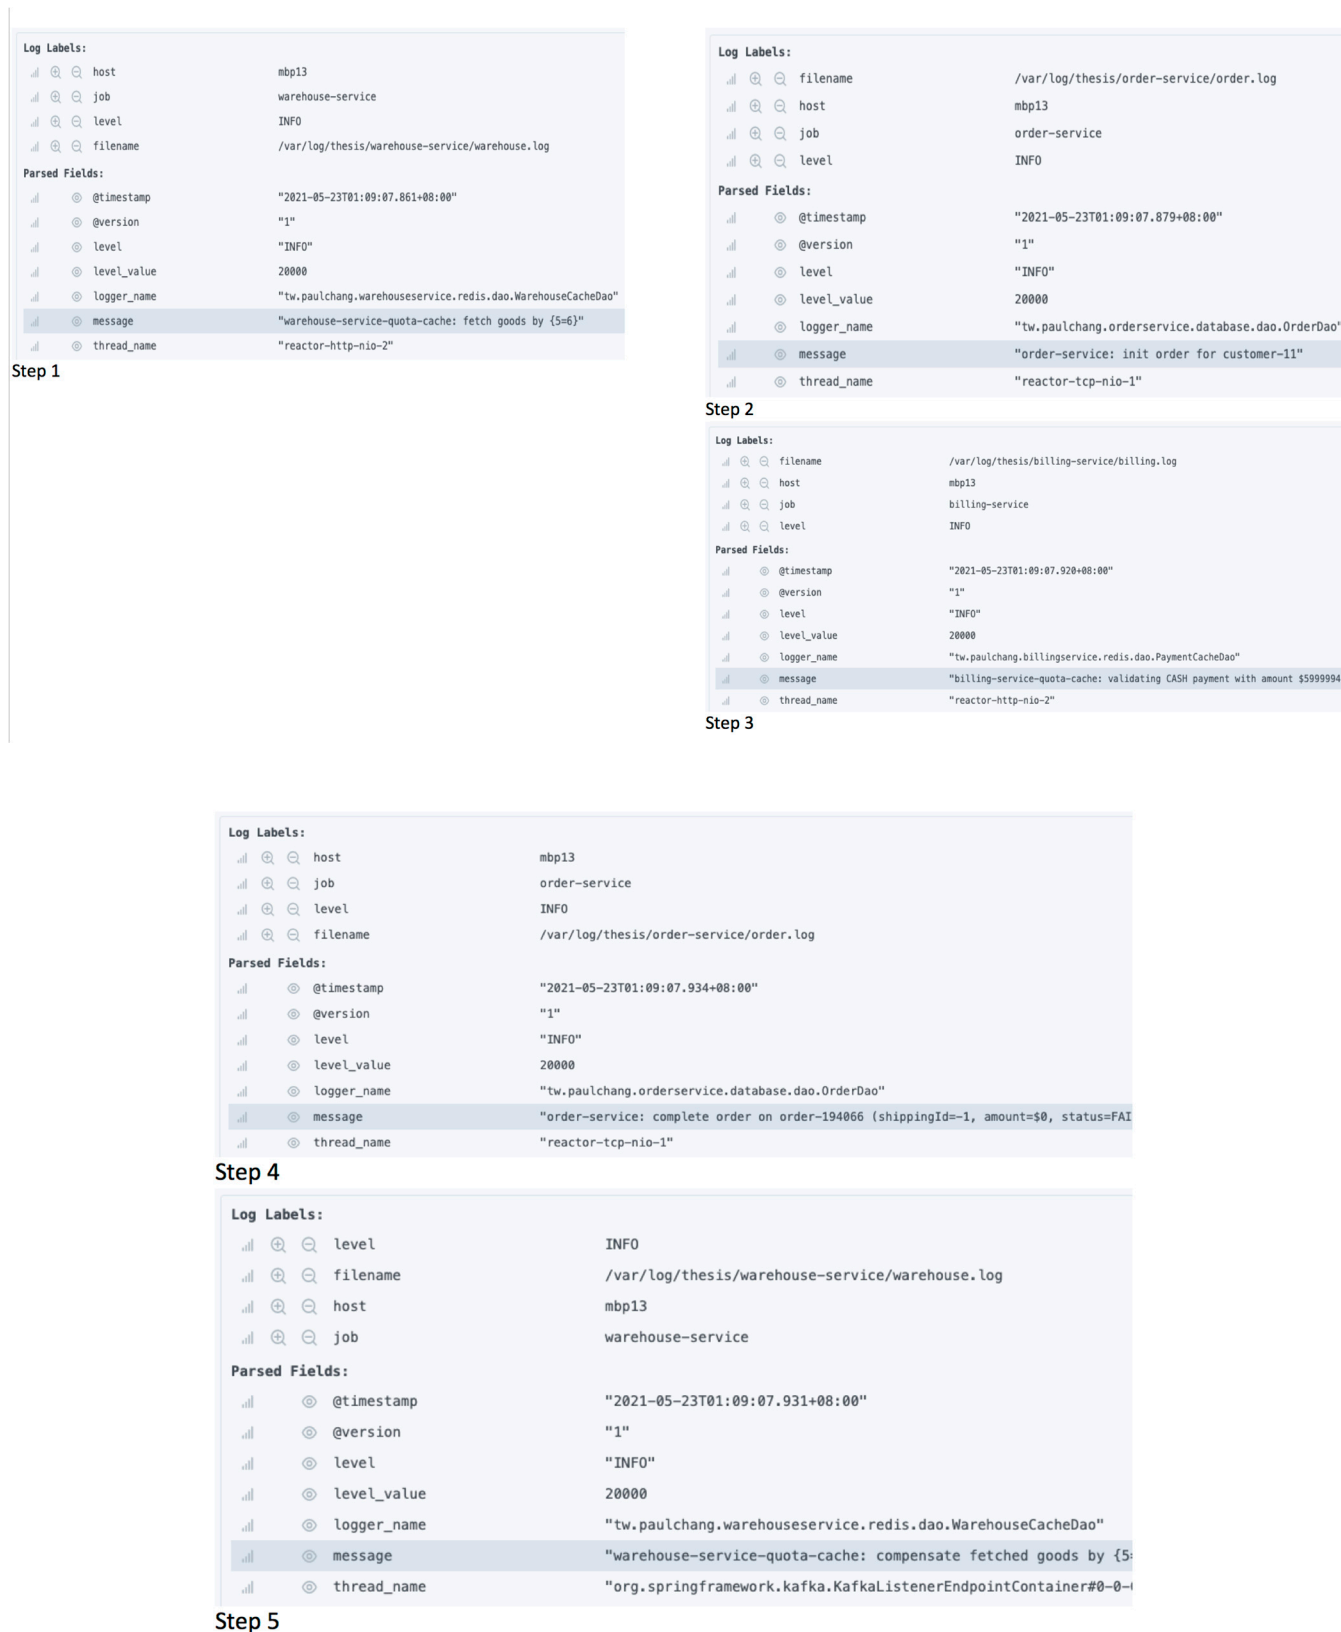 Log Labels:
host mbp13
job warehouse-service
level INFO
filename /var/log/thesis/warehouse-service/warehouse.log
Parsed Fields:
@timestamp "2021-05-23T01:09:07.861+08:00"
@version "1"
level "INFO"
level_value 20000
logger_name "tw.paulchang.warehouseservice.redis.dao.WarehouseCacheDao"
message "warehouse-service-quota-cache: fetch goods by {5=6}"
thread_name "reactor-http-nio-2"
Step 1
Log Labels:
filename /var/log/thesis/order-service/order.log
host mbp13
job order-service
level INFO
Parsed Fields:
@timestamp "2021-05-23T01:09:07.879+08:00"
@version "1"
level "INFO"
level_value 20000
logger_name "tw.paulchang.orderservice.database.dao.OrderDao"
message "order-service: init order for customer-11"
thread_name "reactor-tcp-nio-1"
Step 2
Log Labels:
filename /var/log/thesis/billing-service/billing.log
host mbp13
job billing-service
level INFO
Parsed Fields:
@timestamp "2021-05-23T01:09:07.920+08:00"
@version "1"
level "INFO"
level_value 20000
logger_name "tw.paulchang.billingservice.redis.dao.PaymentCacheDao"
message "billing-service-quota-cache: validating CASH payment with amount $5999994
thread_name "reactor-http-nio-2"
Step 3
Log Labels:
host mbp13
job order-service
level INFO
filename /var/log/thesis/order-service/order.log
Parsed Fields:
@timestamp "2021-05-23T01:09:07.934+08:00"
@version "1"
level "INFO"
level_value 20000
logger_name "tw.paulchang.orderservice.database.dao.OrderDao"
message "order-service: complete order on order-194066 (shippingId=-1, amount=$0, status=FAI
thread_name "reactor-tcp-nio-1"
Step 4
Log Labels:
level INFO
filename /var/log/thesis/warehouse-service/warehouse.log
host mbp13
job warehouse-service
Parsed Fields:
@timestamp "2021-05-23T01:09:07.931+08:00"
@version "1"
level "INFO"
level_value 20000
logger_name "tw.paulchang.warehouseservice.redis.dao.WarehouseCacheDao"
message "warehouse-service-quota-cache: compensate fetched goods by {5=
thread_name "org.springframework.kafka.KafkaListenerEndpointContainer#0-0-
Step 5